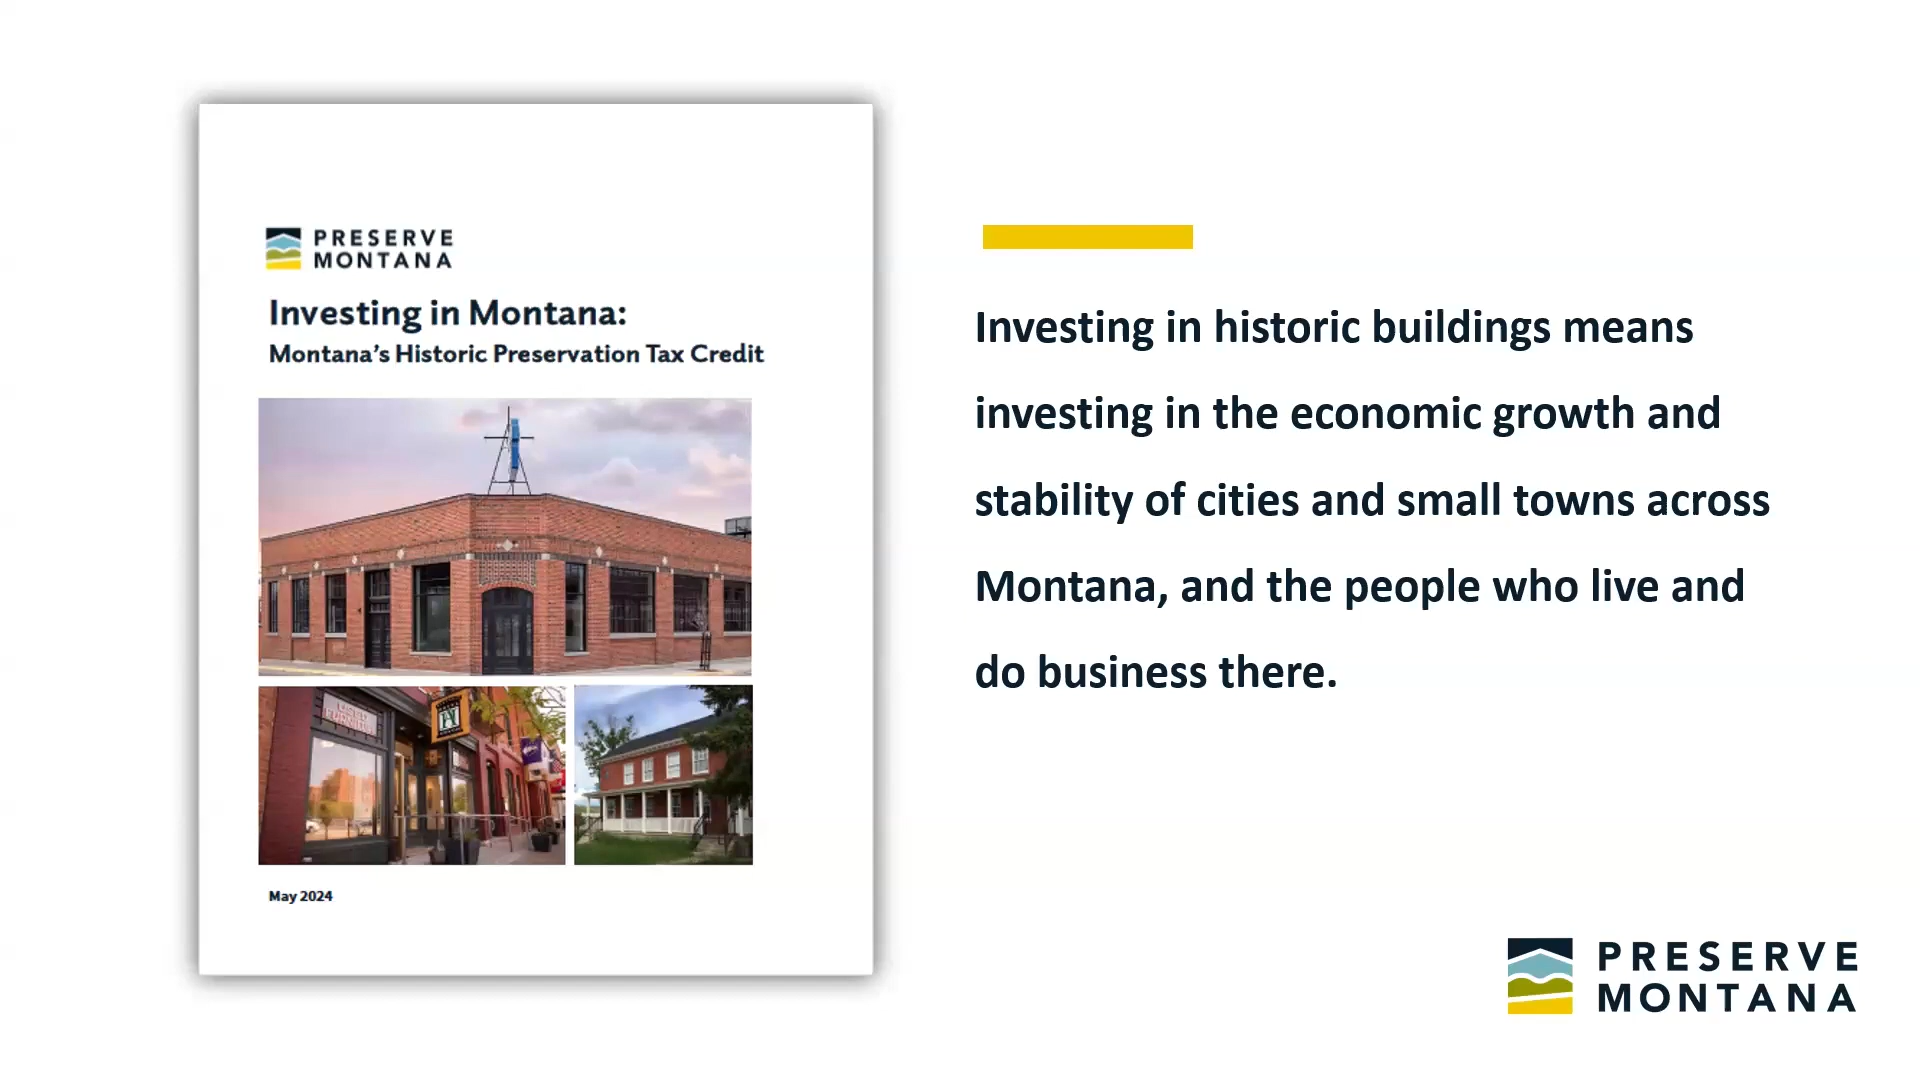 PRESERVE
MONTANA
Investing in Montana:
Montana's Historic Preservation Tax Credit
USED
FURNITURE
May 2024
Investing in historic buildings means
investing in the economic growth and
stability of cities and small towns across
Montana, and the people who live and
do business there.
PRESERVE
MONTANA